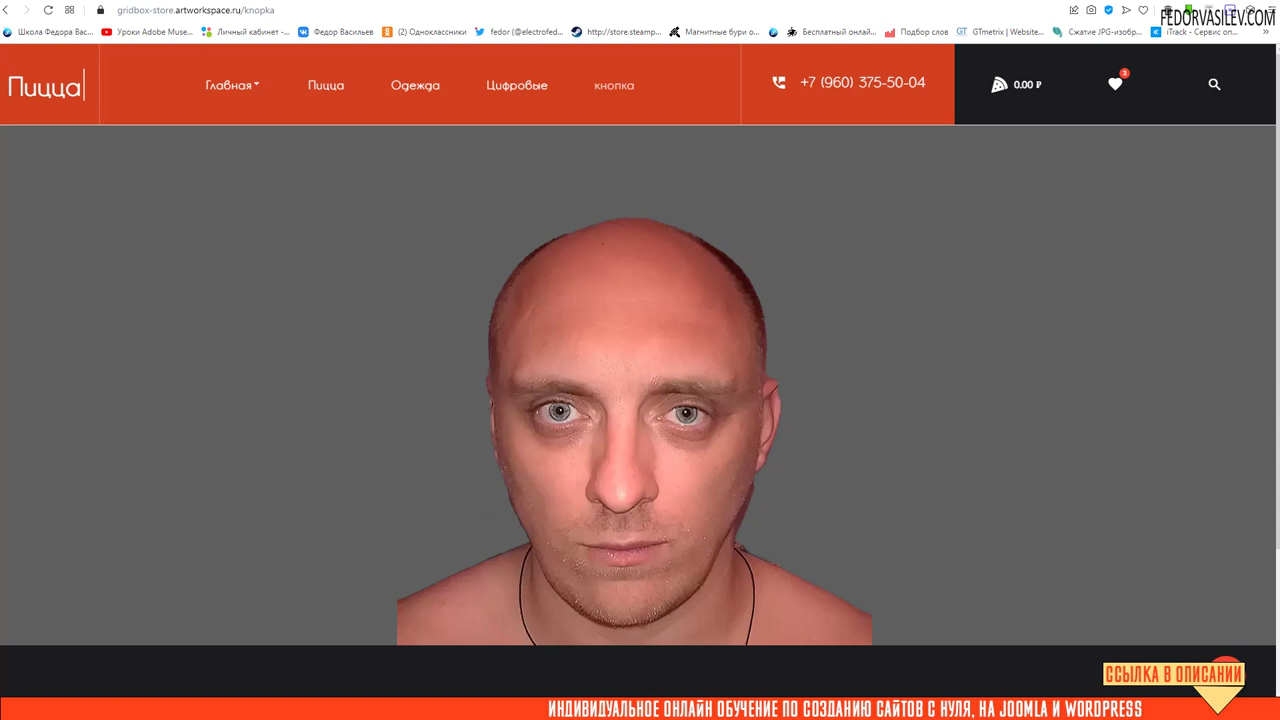 gridbox-store.artworkspace.ru/knopka
FEDORVASILEV.COM
Школа Федора Вас... Уроки Adobe Muse... Личный кабинет -... Федор Васильев (2) Одноклассники fedor (@electrofed... http://store.steamp... Магнитные бури о... Бесплатный онлай... Подбор слов GTmetrix | Website... Сжатие JPG-изобр... iTrack - Сервис оп...
Пицца Главная Пицца Одежда Цифровые кнопка +7 (960) 375-50-04 0.00 ₽ 3
ССЫЛКА В ОПИСАНИИ
ИНДИВИДУАЛЬНОЕ ОНЛАЙН ОБУЧЕНИЕ ПО СОЗДАНИЮ САЙТОВ С НУЛЯ, НА JOOMLA И WORDPRESS